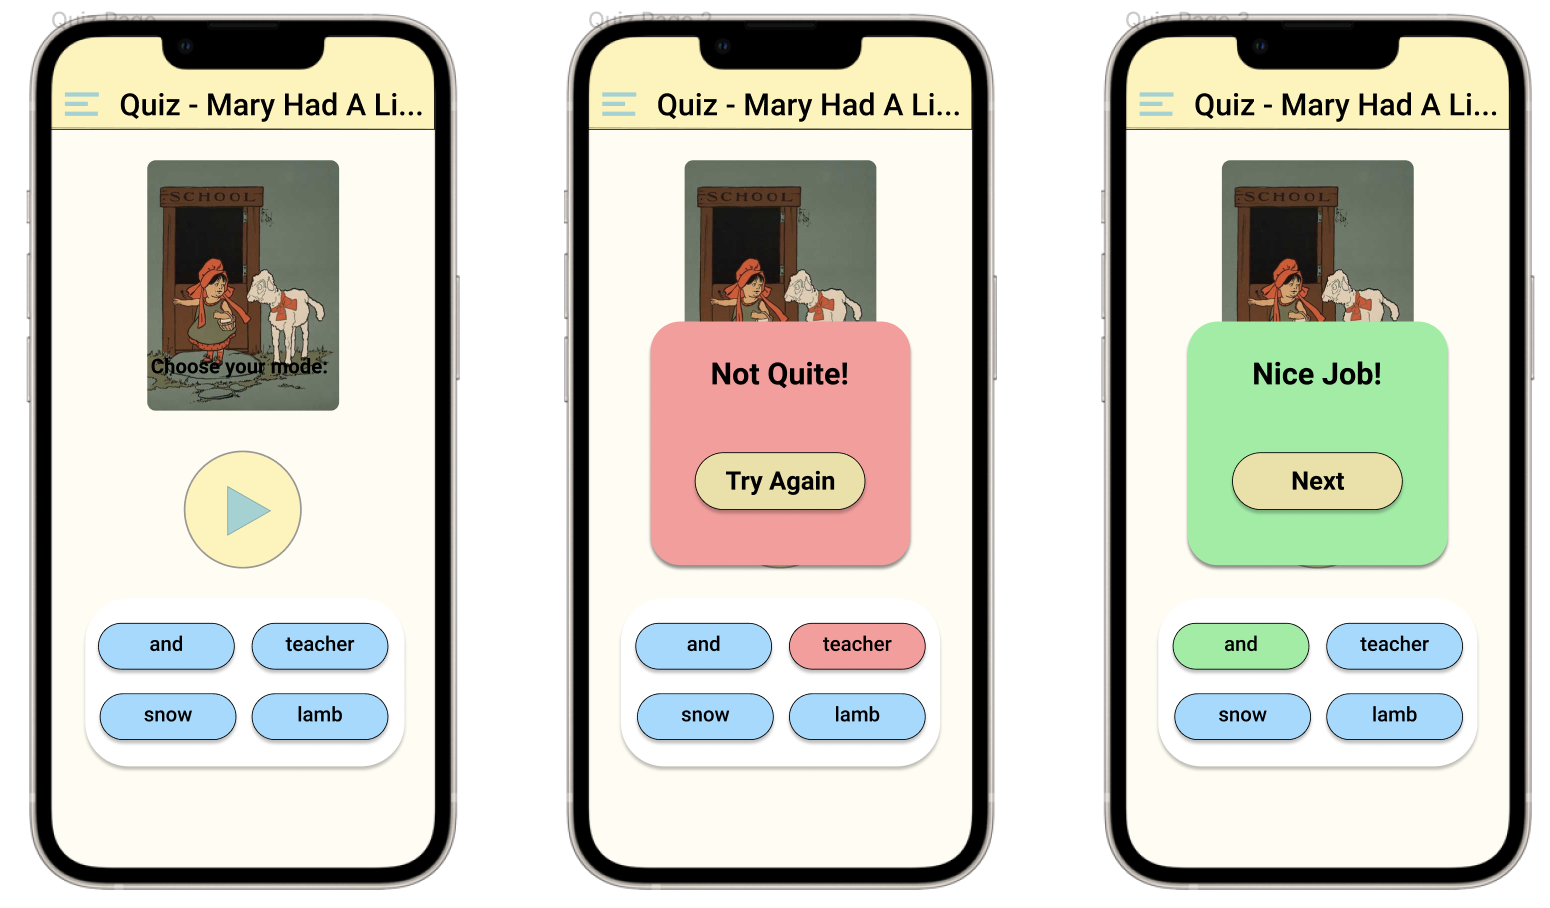 Quiz Page
Quiz - Mary Had A Li...
SCHOOL
Choose your mode:
and
teacher
snow
lamb
Quiz Page 2
Quiz - Mary Had A Li...
SCHOOL
Not Quite!
Try Again
and
teacher
snow
lamb
Quiz Page 3
Quiz - Mary Had A Li...
SCHOOL
Nice Job!
Next
and
teacher
snow
lamb